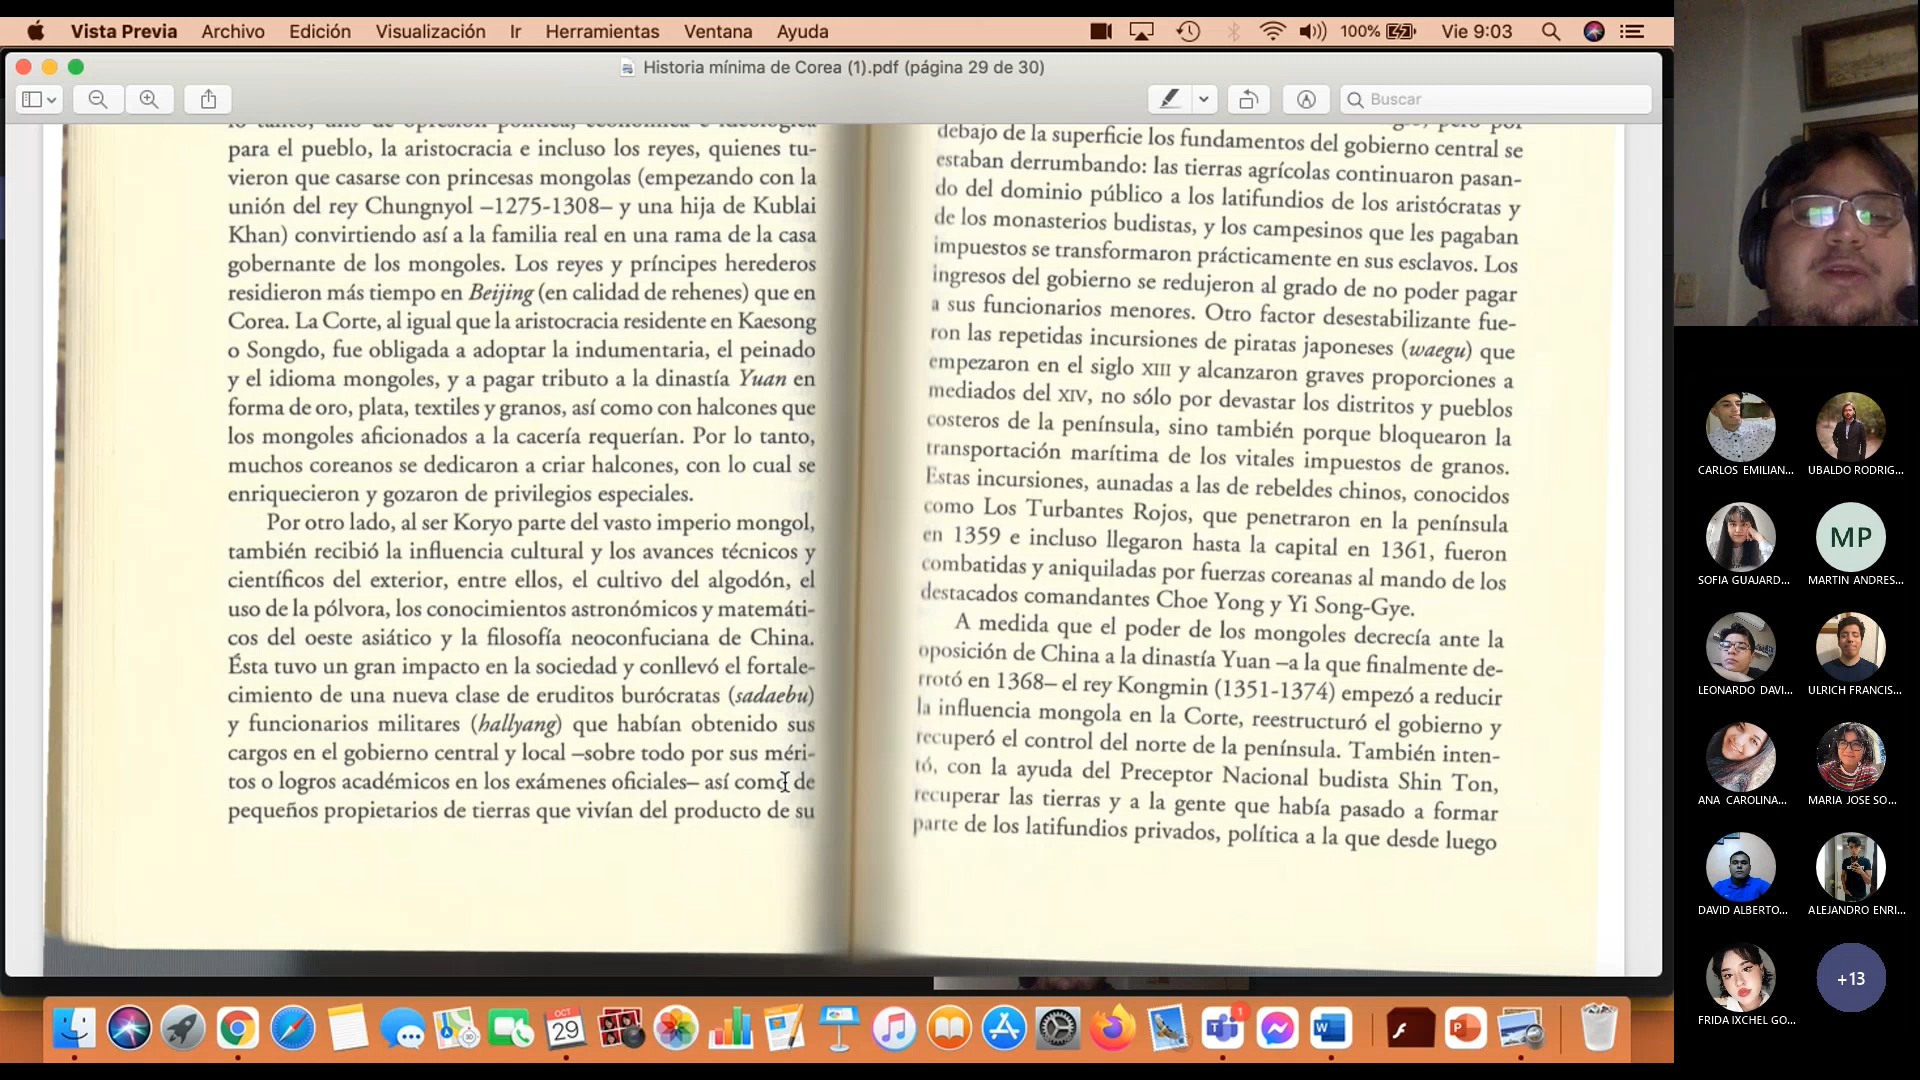 Vista Previa Archivo Edición Visualización Ir Herramientas Ventana Ayuda 100% Vie 9:03
Historia mínima de Corea (1).pdf (página 29 de 30)
Buscar
lo tanto, uno de opresión política, económica e ideológica
para el pueblo, la aristocracia e incluso los reyes, quienes tu-
vieron que casarse con princesas mongolas (empezando con la
unión del rey Chungnyol –1275-1308– y una hija de Kublai
Khan) convirtiendo así a la familia real en una rama de la casa
gobernante de los mongoles. Los reyes y príncipes herederos
residieron más tiempo en Beijing (en calidad de rehenes) que en
Corea. La Corte, al igual que la aristocracia residente en Kaesong
o Songdo, fue obligada a adoptar la indumentaria, el peinado
y el idioma mongoles, y a pagar tributo a la dinastía Yuan en
forma de oro, plata, textiles y granos, así como con halcones que
los mongoles aficionados a la cacería requerían. Por lo tanto,
muchos coreanos se dedicaron a criar halcones, con lo cual se
enriquecieron y gozaron de privilegios especiales.
Por otro lado, al ser Koryo parte del vasto imperio mongol,
también recibió la influencia cultural y los avances técnicos y
científicos del exterior, entre ellos, el cultivo del algodón, el
uso de la pólvora, los conocimientos astronómicos y matemáti-
cos del oeste asiático y la filosofía neoconfuciana de China.
Ésta tuvo un gran impacto en la sociedad y conllevó el fortale-
cimiento de una nueva clase de eruditos burócratas (sadaebu)
y funcionarios militares (hallyang) que habían obtenido sus
cargos en el gobierno central y local –sobre todo por sus méri-
tos o logros académicos en los exámenes oficiales– así como de
pequeños propietarios de tierras que vivían del producto de su
pero por
debajo de la superficie los fundamentos del gobierno central se
estaban derrumbando: las tierras agrícolas continuaron pasan-
do del dominio público a los latifundios de los aristócratas y
de los monasterios budistas, y los campesinos que les pagaban
impuestos se transformaron prácticamente en sus esclavos. Los
ingresos del gobierno se redujeron al grado de no poder pagar
a sus funcionarios menores. Otro factor desestabilizante fue-
ron las repetidas incursiones de piratas japoneses (waegu) que
empezaron en el siglo XIII y alcanzaron graves proporciones a
mediados del XIV, no sólo por devastar los distritos y pueblos
costeros de la península, sino también porque bloquearon la
transportación marítima de los vitales impuestos de granos.
Estas incursiones, aunadas a las de rebeldes chinos, conocidos
como Los Turbantes Rojos, que penetraron en la península
en 1359 e incluso llegaron hasta la capital en 1361, fueron
combatidas y aniquiladas por fuerzas coreanas al mando de los
destacados comandantes Choe Yong y Yi Song-Gye.
A medida que el poder de los mongoles decrecía ante la
oposición de China a la dinastía Yuan –a la que finalmente de-
rrotó en 1368– el rey Kongmin (1351-1374) empezó a reducir
la influencia mongola en la Corte, reestructuró el gobierno y
recuperó el control del norte de la península. También inten-
tó, con la ayuda del Preceptor Nacional budista Shin Ton,
recuperar las tierras y a la gente que había pasado a formar
parte de los latifundios privados, política a la que desde luego
CARLOS EMILIAN... UBALDO RODRIG...
MP
SOFIA GUAJARD... MARTIN ANDRES...
LEONARDO DAVI... ULRICH FRANCIS...
ANA CAROLINA... MARIA JOSE SO...
DAVID ALBERTO... ALEJANDRO ENRI...
+13
FRIDA IXCHEL GO...
OCT
29
1